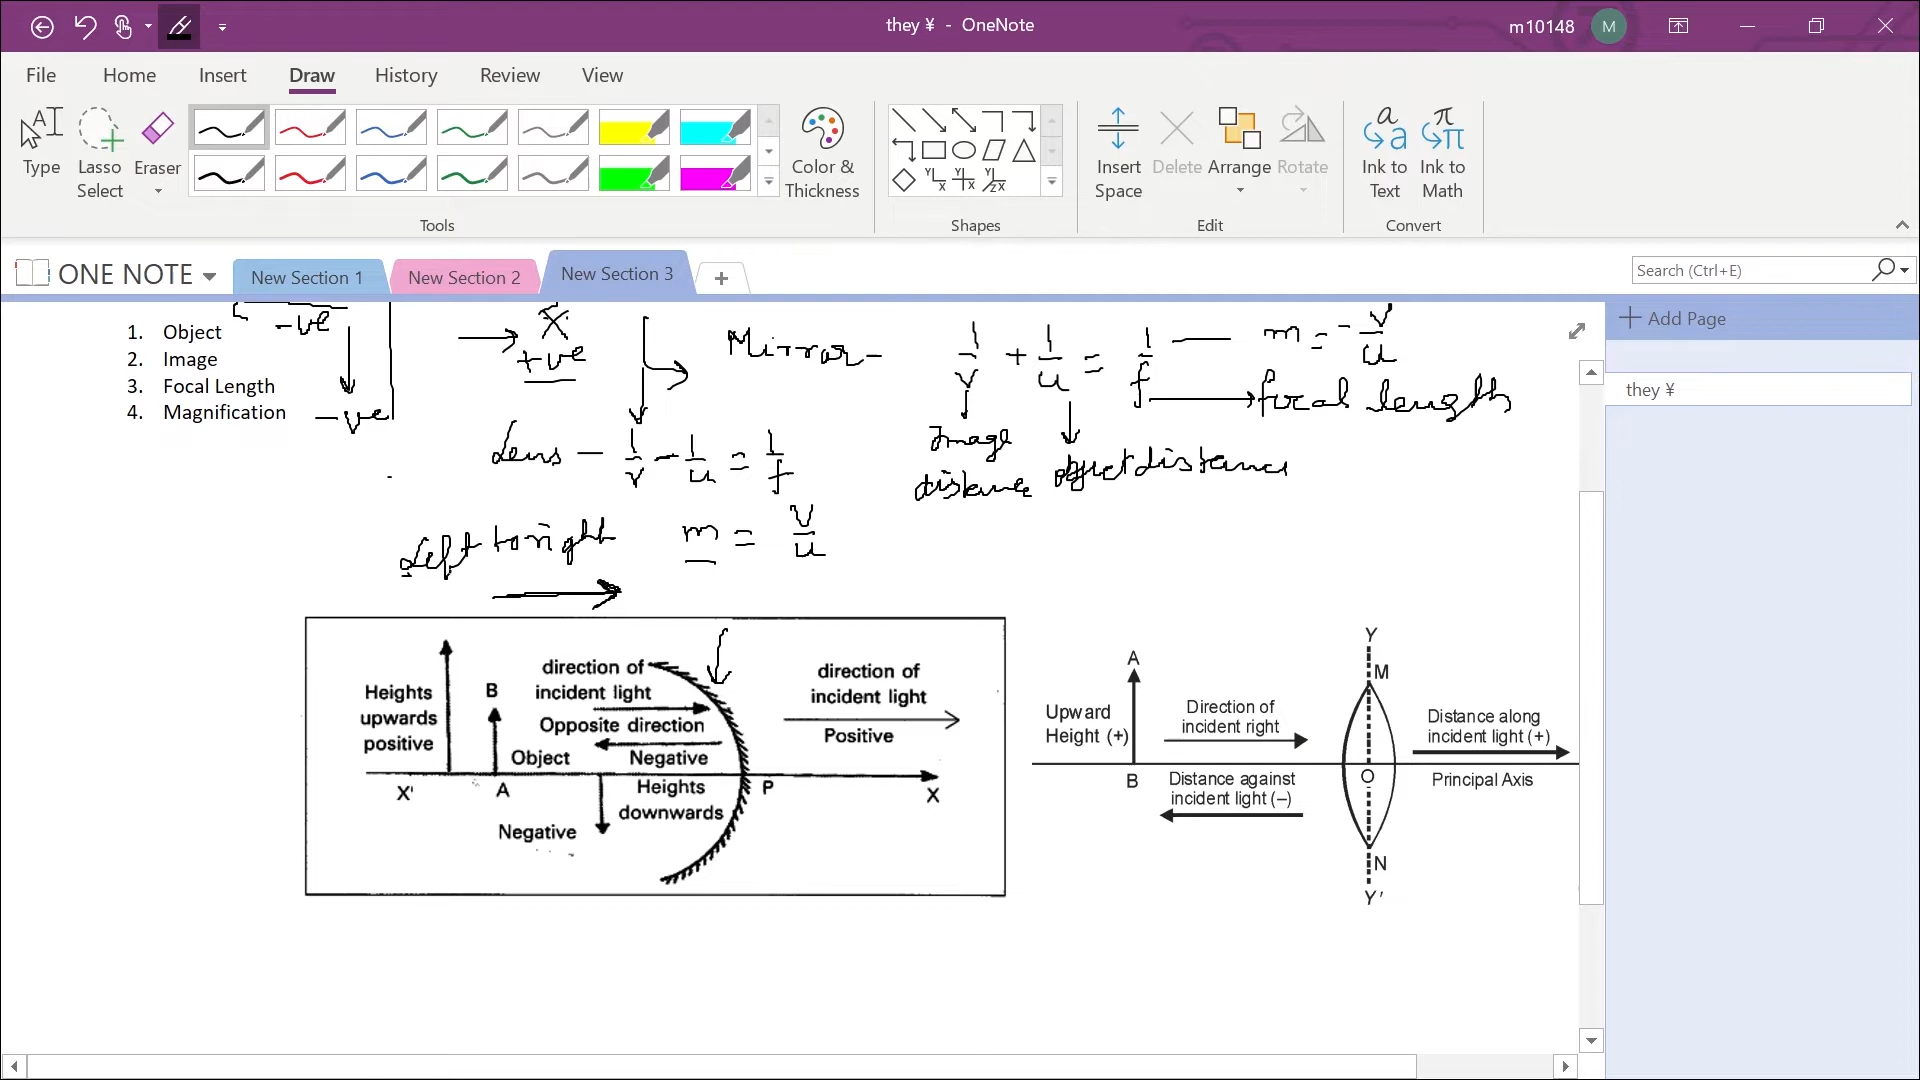 they ¥ - OneNote
m10148
M
File Home Insert Draw History Review View
Type
Lasso Select
Eraser
Color & Thickness
Insert Space
Delete
Arrange
Rotate
Ink to Text
Ink to Math
Tools
Shapes
Edit
Convert
ONE NOTE
New Section 1
New Section 2
New Section 3
Search (Ctrl+E)
Add Page
they ¥
1. Object
2. Image
3. Focal Length
4. Magnification
-ve
-ve
X
+ve
Mirror - 1/v + 1/u = 1/f
m = -v/u
focal length
Image distance
object distance
Lens - 1/v - 1/u = 1/f
Left to right
m = v/u
Heights upwards positive
B
direction of incident light
Opposite direction
Object
Negative
X'
A
Heights downwards
Negative
P
X
direction of incident light
Positive
A
Upward Height (+)
B
Direction of incident right
Distance against incident light (–)
Y
M
O
N
Y'
Distance along incident light (+)
Principal Axis